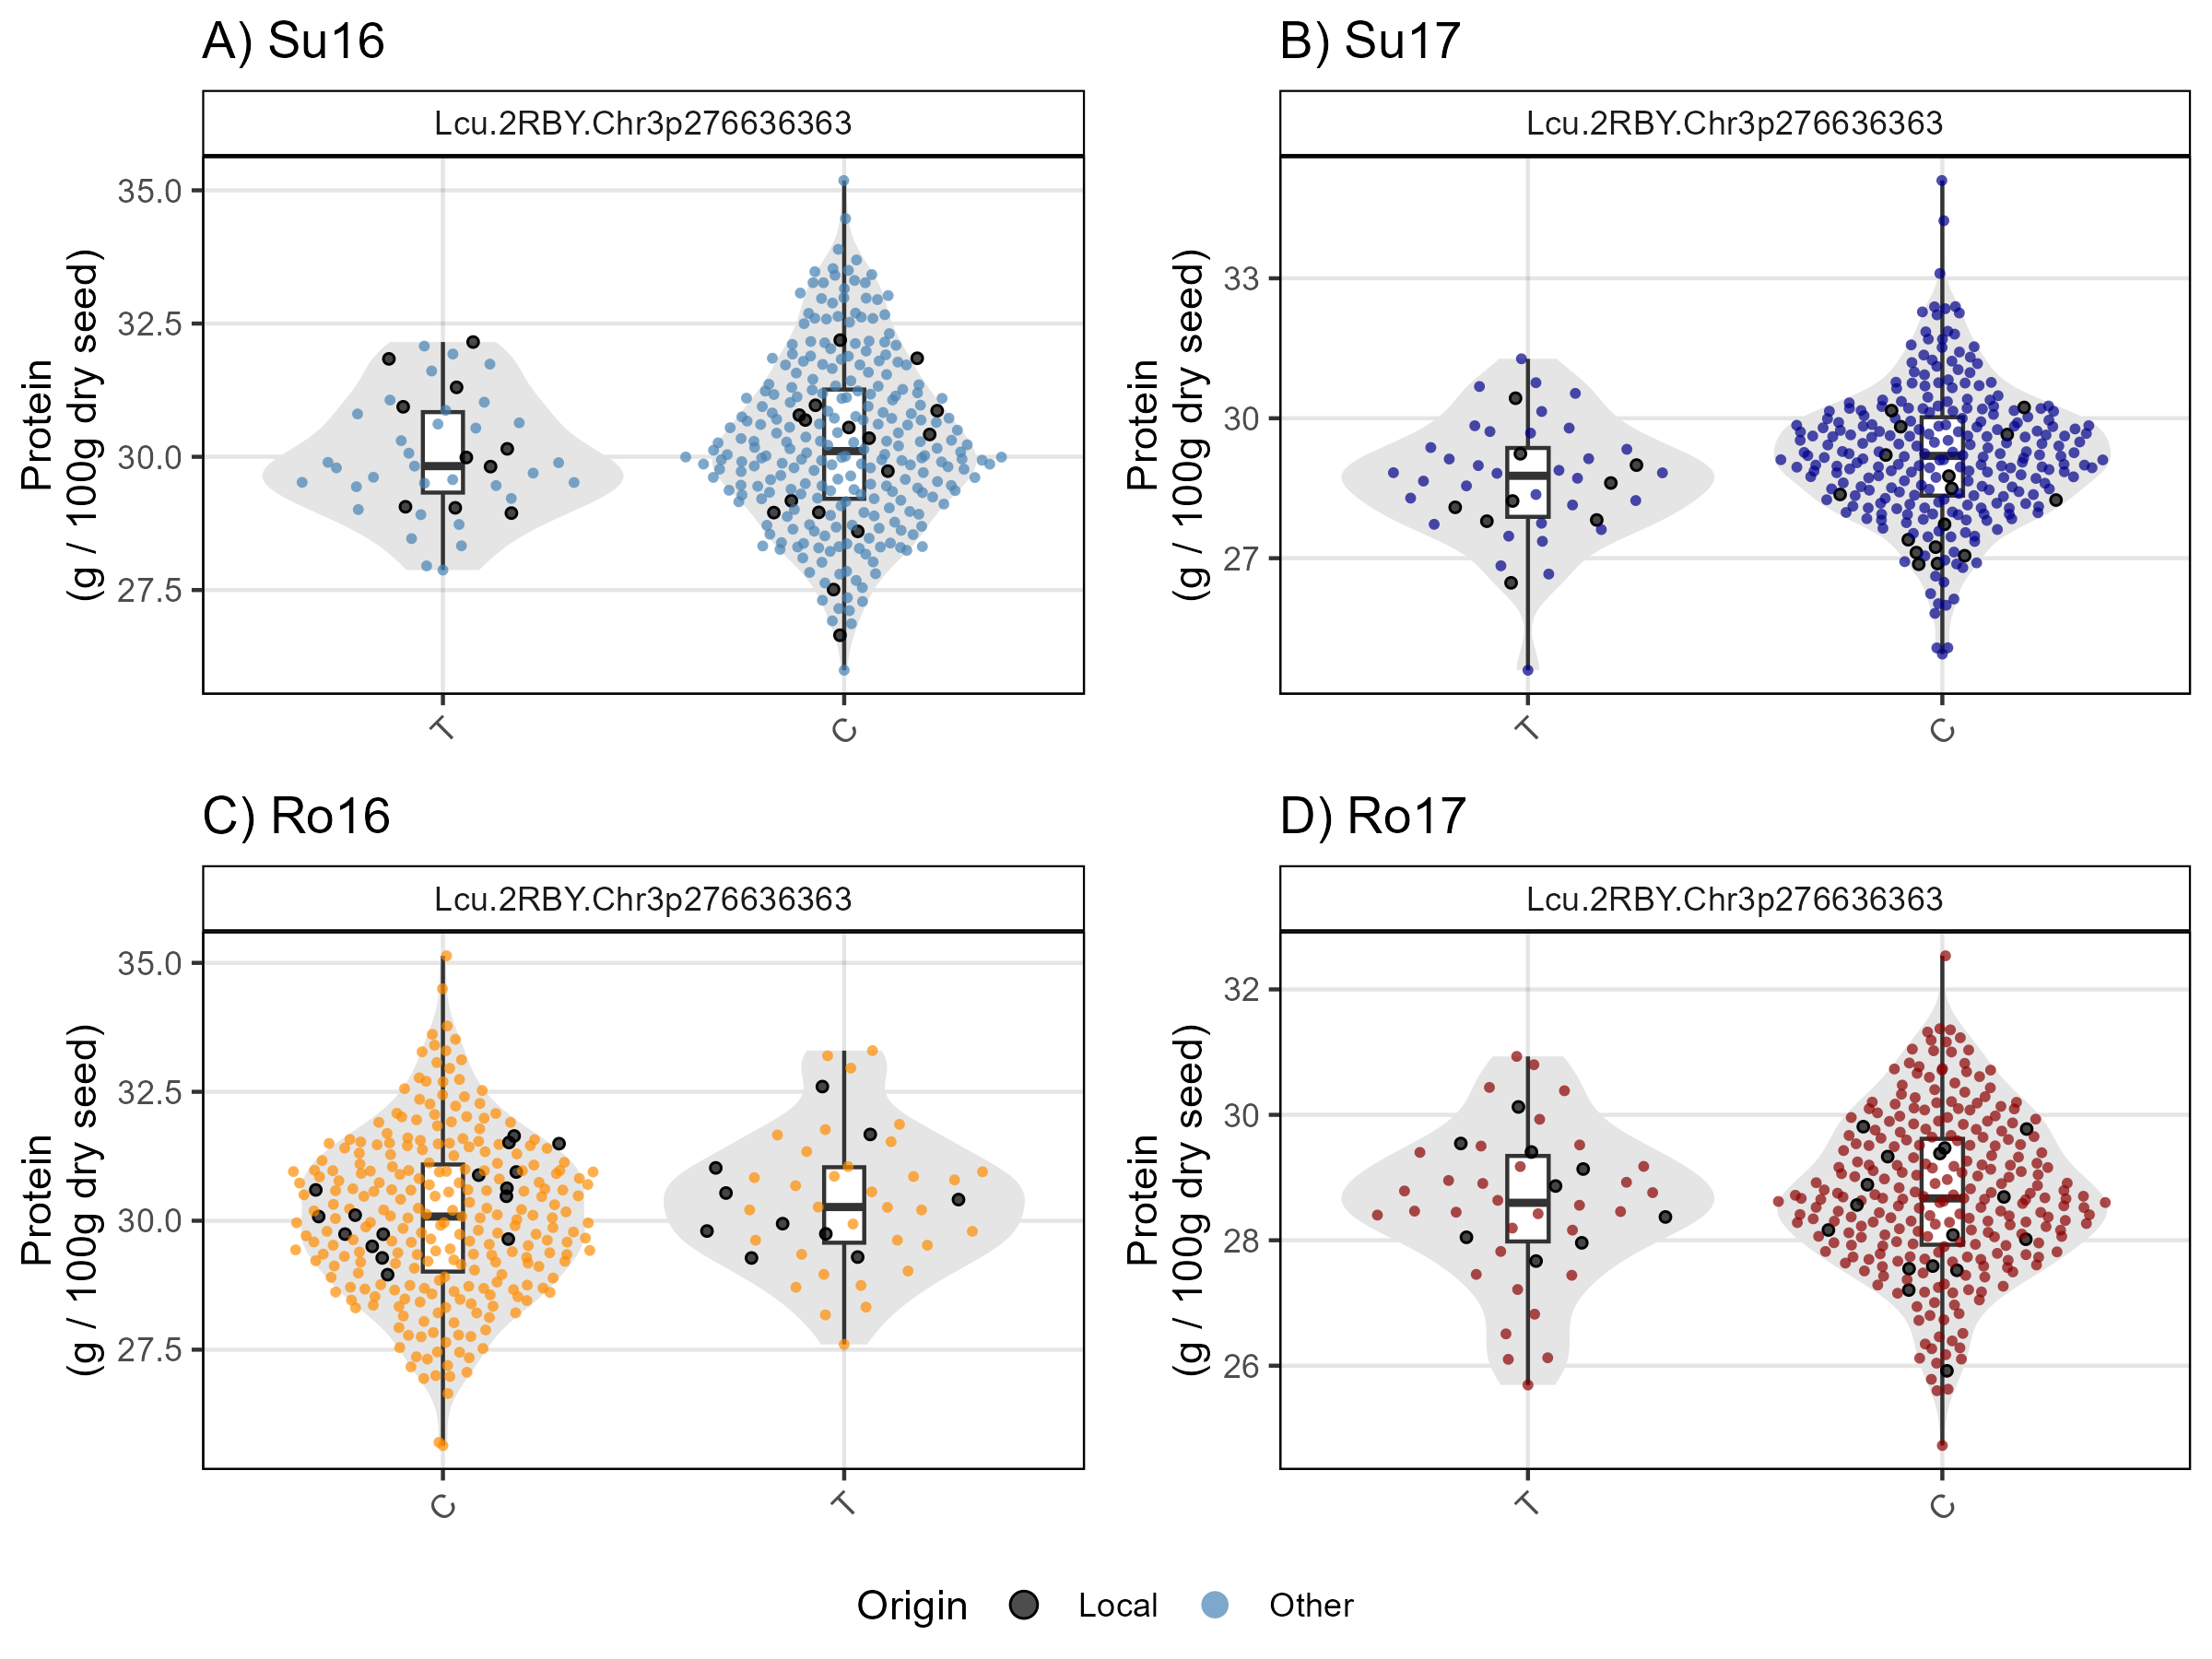 A) Su16
Lcu.2RBY.Chr3p276636363
Protein
(g / 100g dry seed)
35.0
32.5
30.0
27.5
T
C
B) Su17
Lcu.2RBY.Chr3p276636363
Protein
(g / 100g dry seed)
33
30
27
T
C
C) Ro16
Lcu.2RBY.Chr3p276636363
Protein
(g / 100g dry seed)
35.0
32.5
30.0
27.5
C
T
D) Ro17
Lcu.2RBY.Chr3p276636363
Protein
(g / 100g dry seed)
32
30
28
26
T
C
Origin Local Other